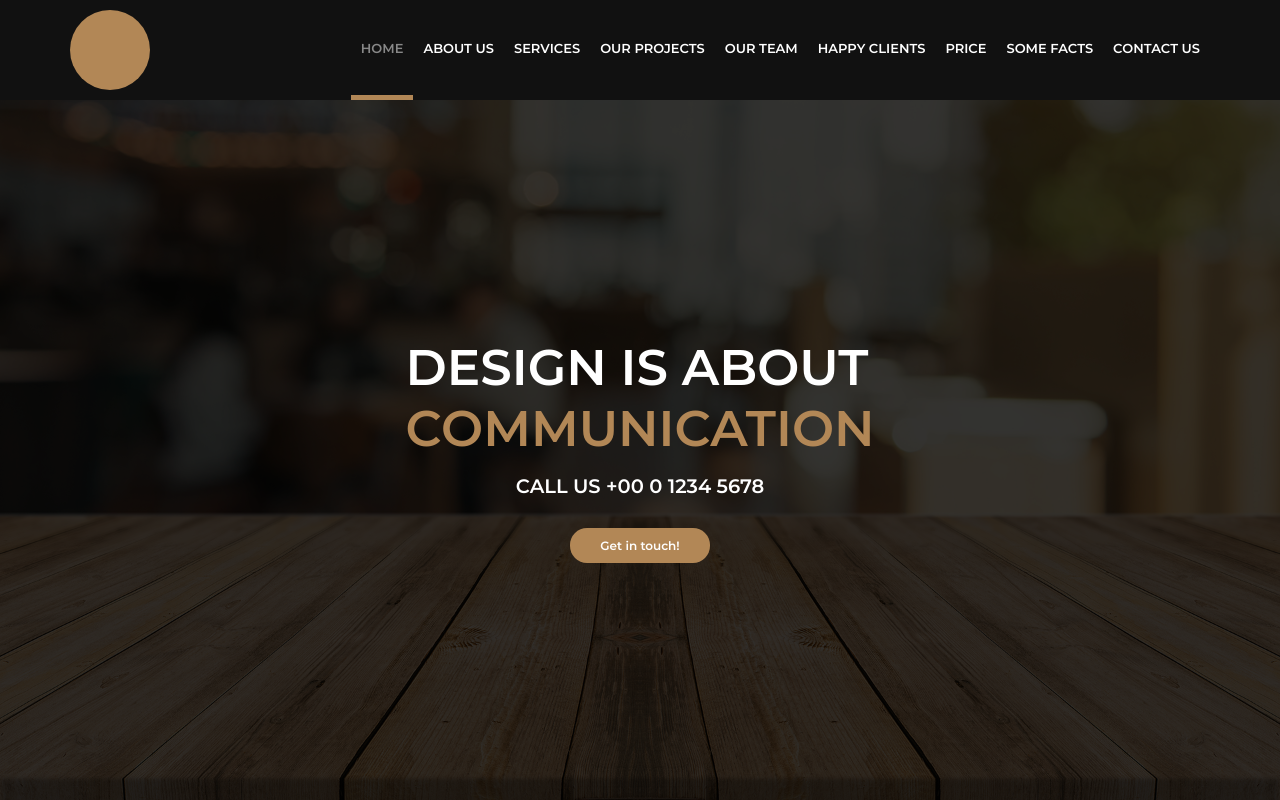 HOME ABOUT US SERVICES OUR PROJECTS OUR TEAM HAPPY CLIENTS PRICE SOME FACTS CONTACT US
DESIGN IS ABOUT
COMMUNICATION
CALL US +00 0 1234 5678
Get in touch!